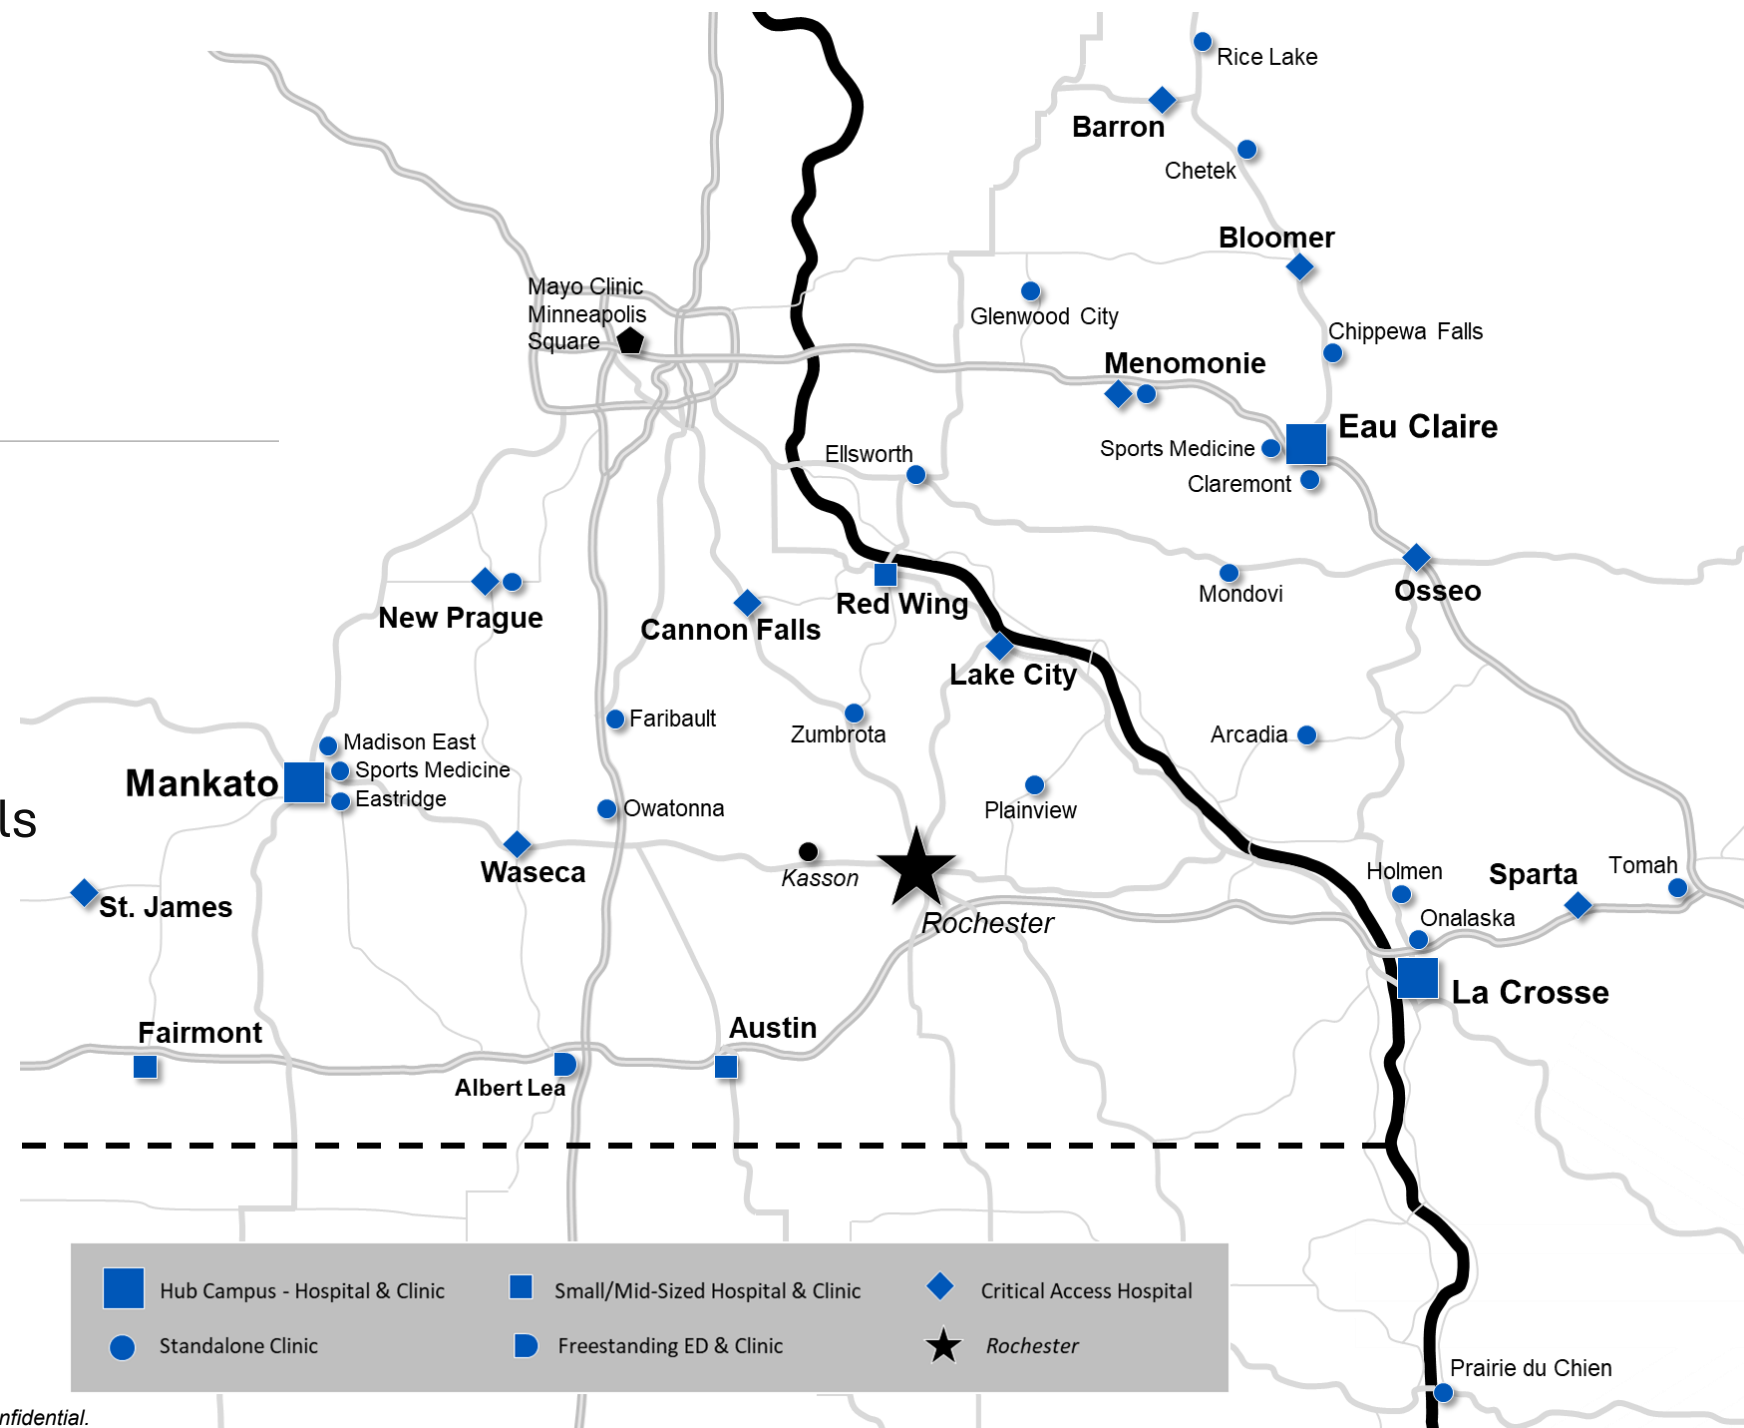 Rice Lake
Barron
Chetek
Bloomer
Mayo Clinic
Minneapolis
Square
Glenwood City
Chippewa Falls
Menomonie
Eau Claire
Sports Medicine
Claremont
Ellsworth
Mondovi
Osseo
New Prague
Cannon Falls
Red Wing
Lake City
Faribault
Zumbrota
Arcadia
Madison East
Mankato
Sports Medicine
Eastridge
ls
Owatonna
Plainview
Waseca
Kasson
Rochester
St. James
Holmen
Sparta
Tomah
Onalaska
La Crosse
Fairmont
Albert Lea
Austin
Hub Campus - Hospital & Clinic
Small/Mid-Sized Hospital & Clinic
Critical Access Hospital
Standalone Clinic
Freestanding ED & Clinic
Rochester
Prairie du Chien
nfidential.